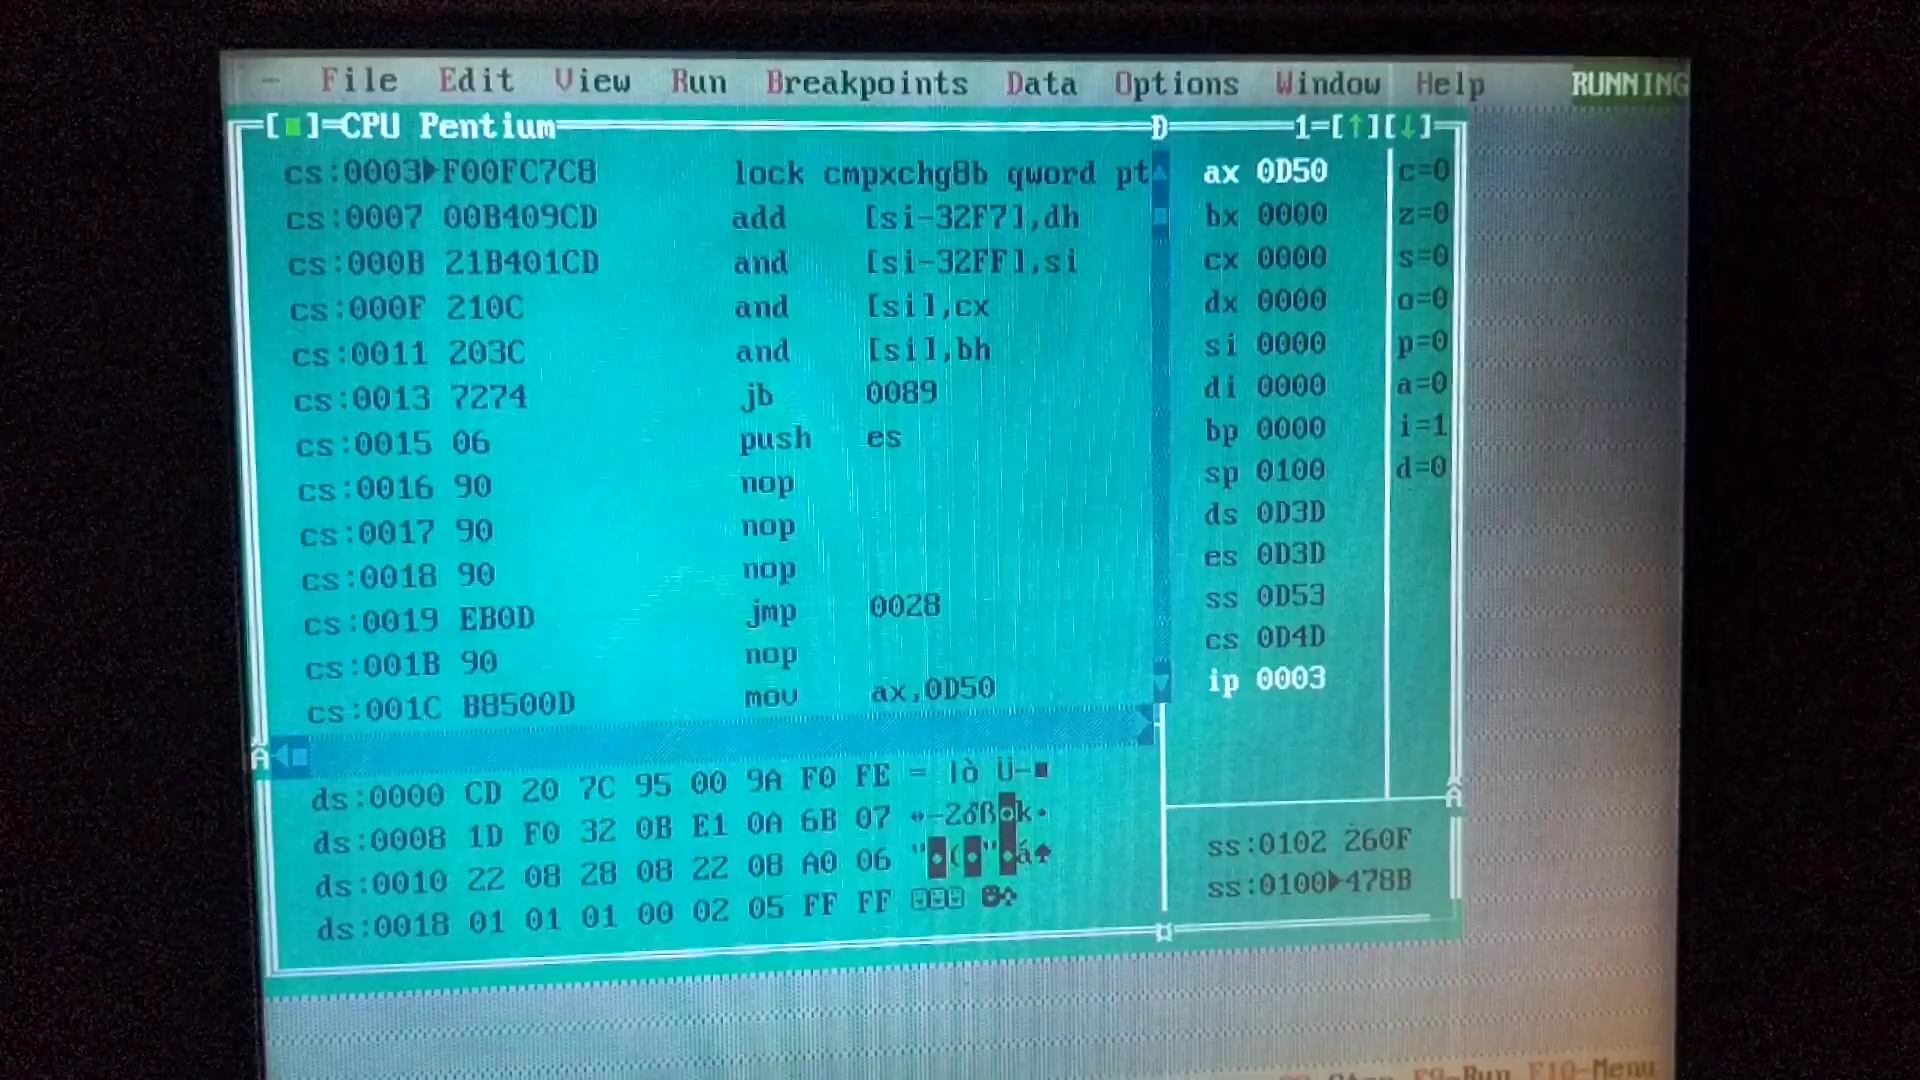 File Edit View Run Breakpoints Data Options Window Help RUNNING
CPU Pentium 1
cs:0003 F00FC7C8 lock cmpxchg8b qword pt
cs:0007 00B409CD add [si-32F7],dh
cs:000B 21B401CD and [si-32FF],si
cs:000F 210C and [si],cx
cs:0011 203C and [si],bh
cs:0013 7274 jb 0089
cs:0015 06 push es
cs:0016 90 nop
cs:0017 90 nop
cs:0018 90 nop
cs:0019 EB0D jmp 0028
cs:001B 90 nop
cs:001C B8500D mov ax,0D50
ax 0D50 c=0
bx 0000 z=0
cx 0000 s=0
dx 0000 o=0
si 0000 p=0
di 0000 a=0
bp 0000 i=1
sp 0100 d=0
ds 0D3D
es 0D3D
ss 0D53
cs 0D4D
ip 0003
ds:0000 CD 20 7C 95 00 9A F0 FE
ds:0008 1D F0 32 0B E1 0A 6B 07
ds:0010 22 08 28 08 22 08 A0 06
ds:0018 01 01 01 00 02 05 FF FF
ss:0102 260F
ss:0100 478B
F9-Run F10-Menu